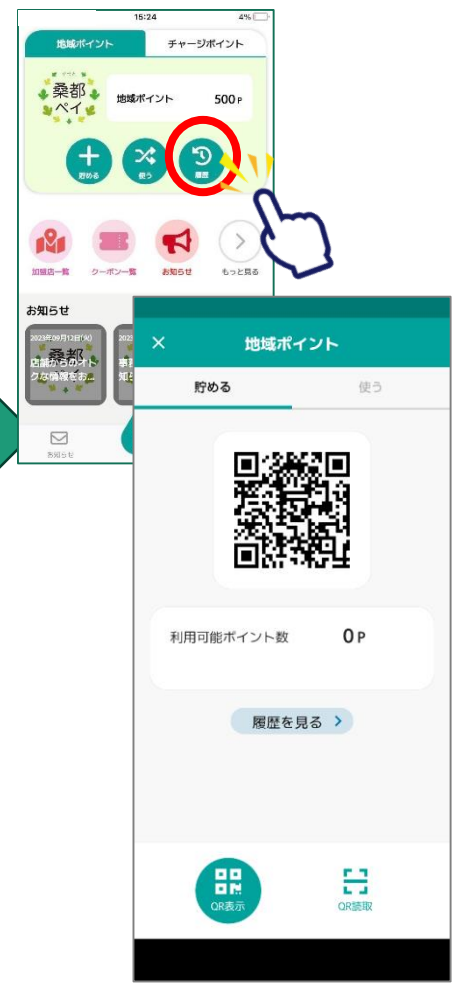 15:24
4%
地域ポイント
チャージポイント
桑都
ペイ
地域ポイント
500 P
貯める
使う
履歴
加盟店一覧
クーポン一覧
お知らせ
もっと見る
お知らせ
2023年09月12日(火)
店舗からのオト
クな情報をお...
お知らせ
×
地域ポイント
貯める
使う
利用可能ポイント数
0 P
履歴を見る >
QR表示
QR読取